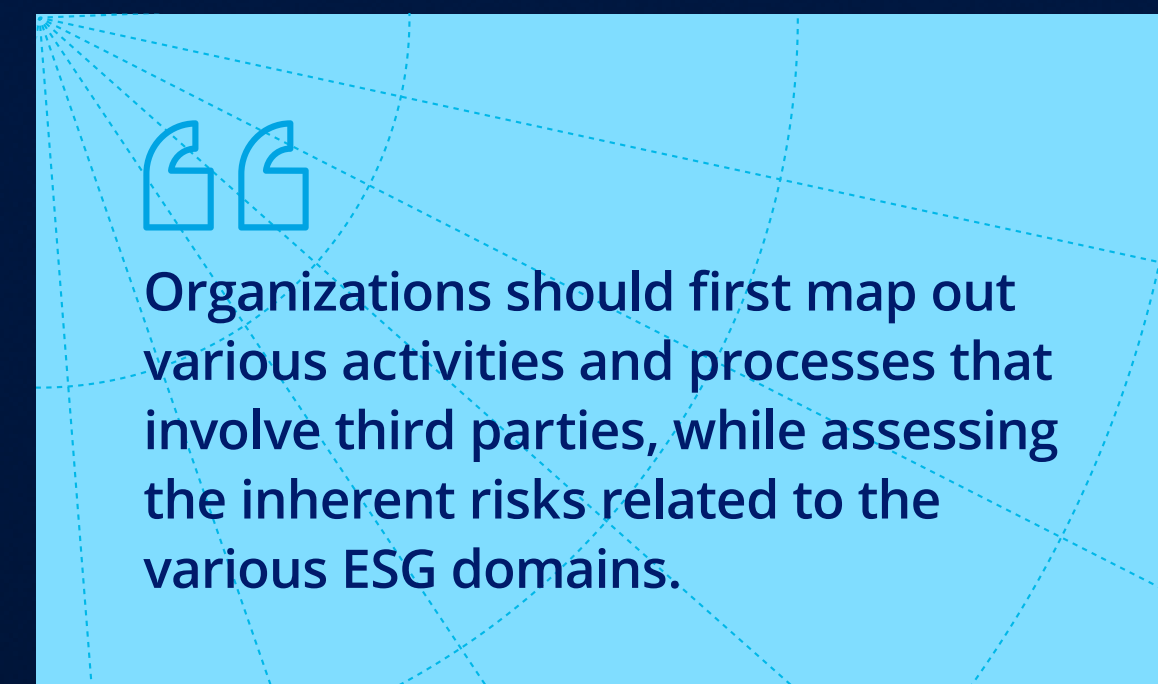 Organizations should first map out
various activities and processes that
involve third parties, while assessing
the inherent risks related to the
various ESG domains.